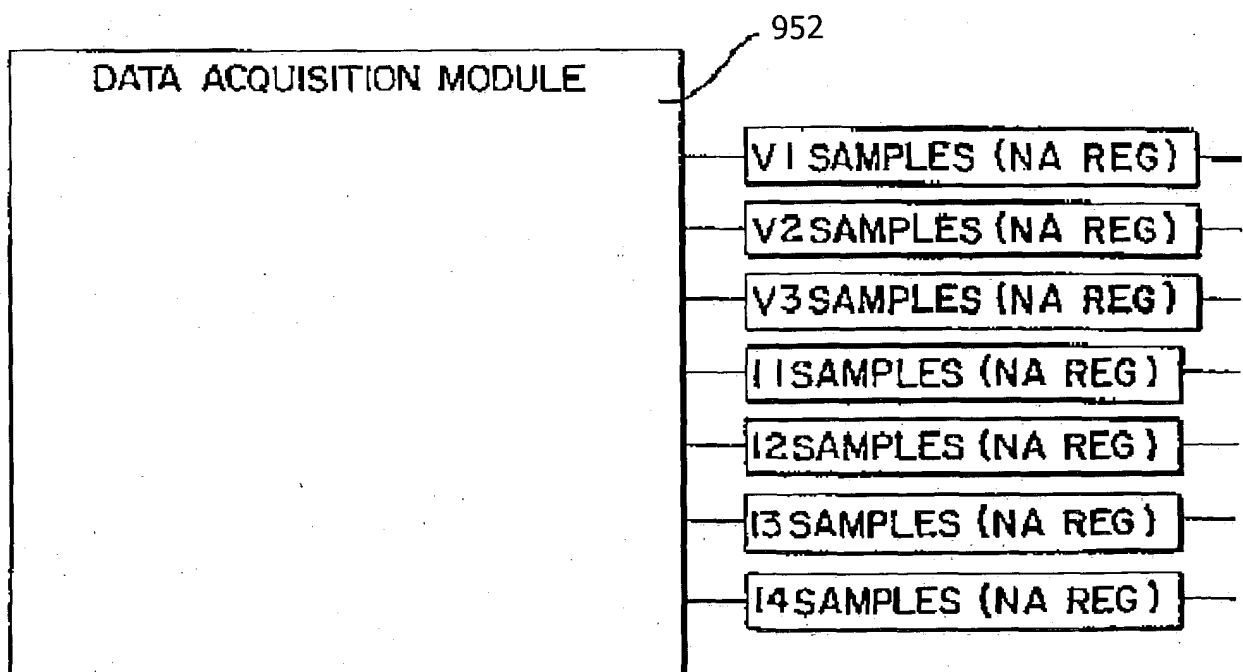 952
DATA ACQUISITION MODULE
V1 SAMPLES (NA REG)
V2 SAMPLES (NA REG)
V3 SAMPLES (NA REG)
I1 SAMPLES (NA REG)
I2 SAMPLES (NA REG)
I3 SAMPLES (NA REG)
I4 SAMPLES (NA REG)